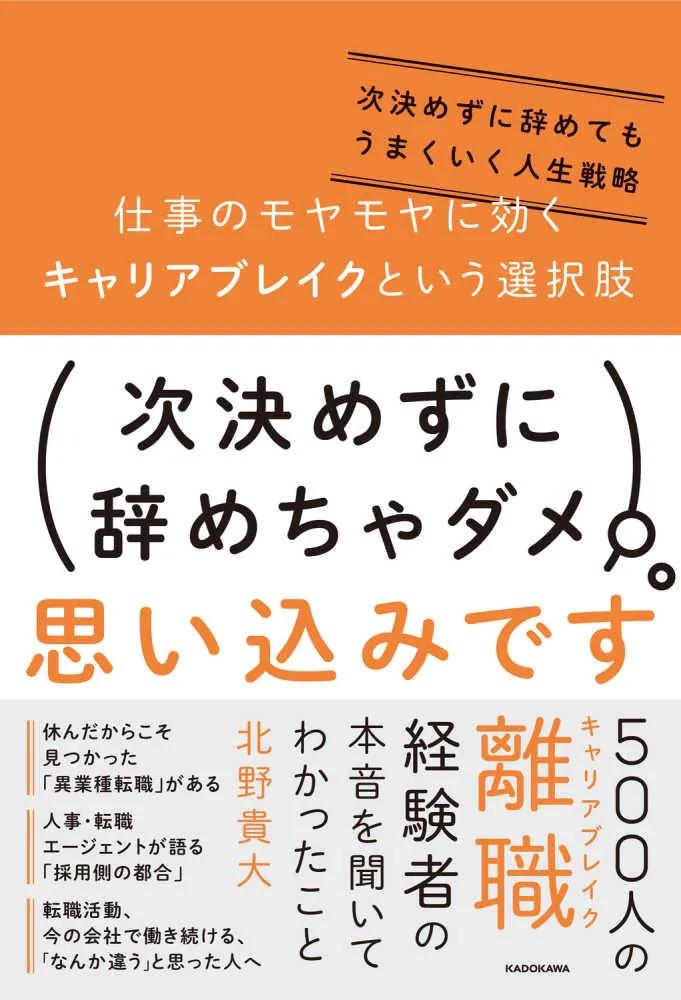 次決めずに辞めても
うまくいく人生戦略
仕事のモヤモヤに効く
キャリアブレイクという選択肢
(次決めずに
辞めちゃダメ)。
思い込みです
500人の
離職
キャリアブレイク
経験者の
本音を聞いて
わかったこと
北野貴大
休んだからこそ
見つかった
「異業種転職」がある
人事・転職
エージェントが語る
「採用側の都合」
転職活動、
今の会社で働き続ける、
「なんか違う」と思った人へ
KADOKAWA